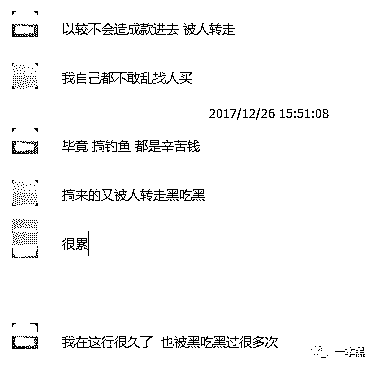 以较不会造成款进去 被人转走
我自己都不敢乱找人买
2017/12/26 15:51:08
毕竟 搞钓鱼 都是辛苦钱
搞来的又被人转走黑吃黑
很累
我在这行很久了 也被黑吃黑过很多次
一本黑